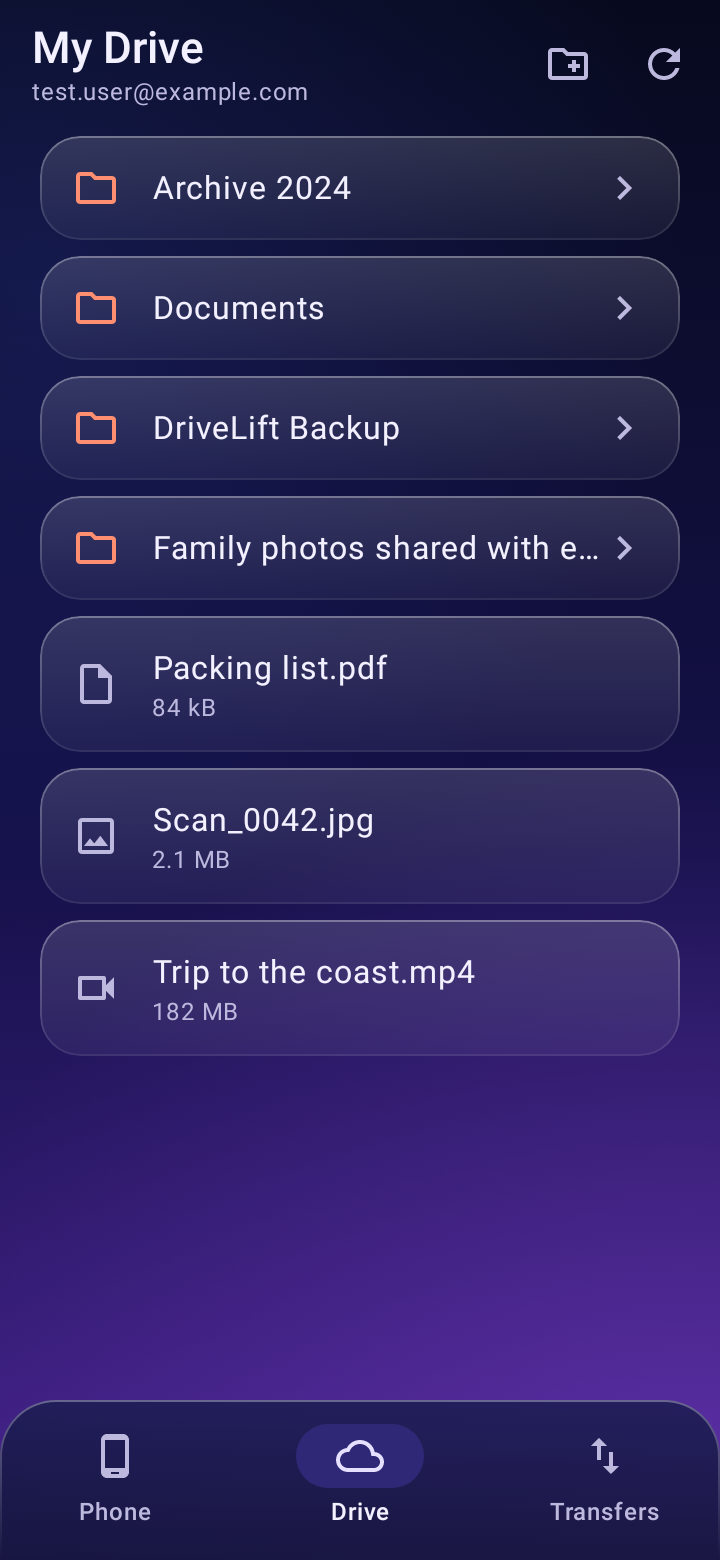 My Drive
test.user@example.com
Archive 2024
Documents
DriveLift Backup
Family photos shared with e…
Packing list.pdf
84 kB
Scan_0042.jpg
2.1 MB
Trip to the coast.mp4
182 MB
Phone
Drive
Transfers